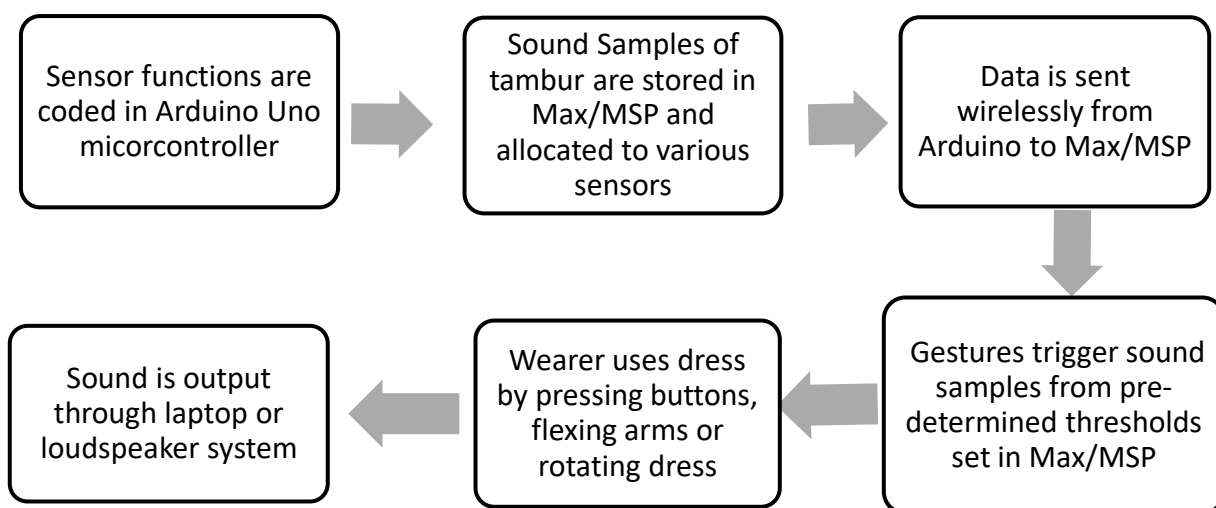 Sensor functions are
coded in Arduino Uno
micorcontroller
Sound Samples of
tambur are stored in
Max/MSP and
allocated to various
sensors
Data is sent
wirelessly from
Arduino to Max/MSP
Gestures trigger sound
samples from pre-
determined thresholds
set in Max/MSP
Wearer uses dress
by pressing buttons,
flexing arms or
rotating dress
Sound is output
through laptop or
loudspeaker system